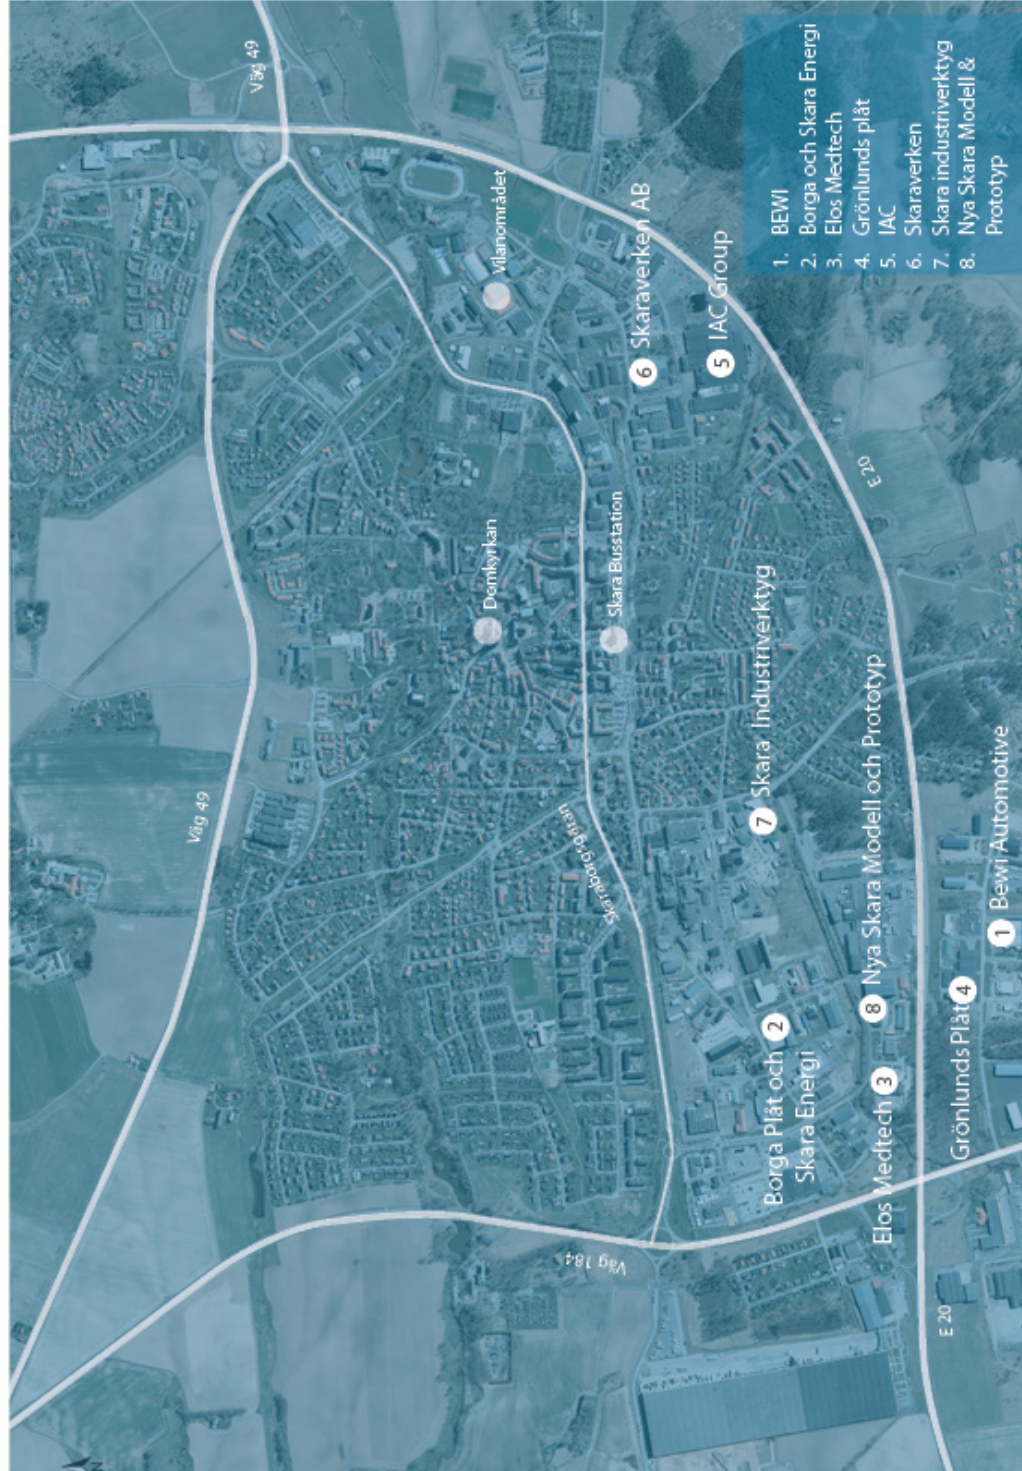 Väg 49
Väg 49
Vilanområdet
Domkyrkan
Skara Busstation
Skaraborgsgatan
Väg 184
E 20
E 20
6 Skaraverken AB
5 IAC Group
7 Skara Industriverktyg
8 Nya Skara Modell och Prototyp
Borga Plåt och 2
Skara Energi
Elos Medtech 3
Grönlunds Plåt 4
1 Bewi Automotive
1. BEWI
2. Borga och Skara Energi
3. Elos Medtech
4. Grönlunds plåt
5. IAC
6. Skaraverken
7. Skara industriverktyg
8. Nya Skara Modell &
Prototyp
N